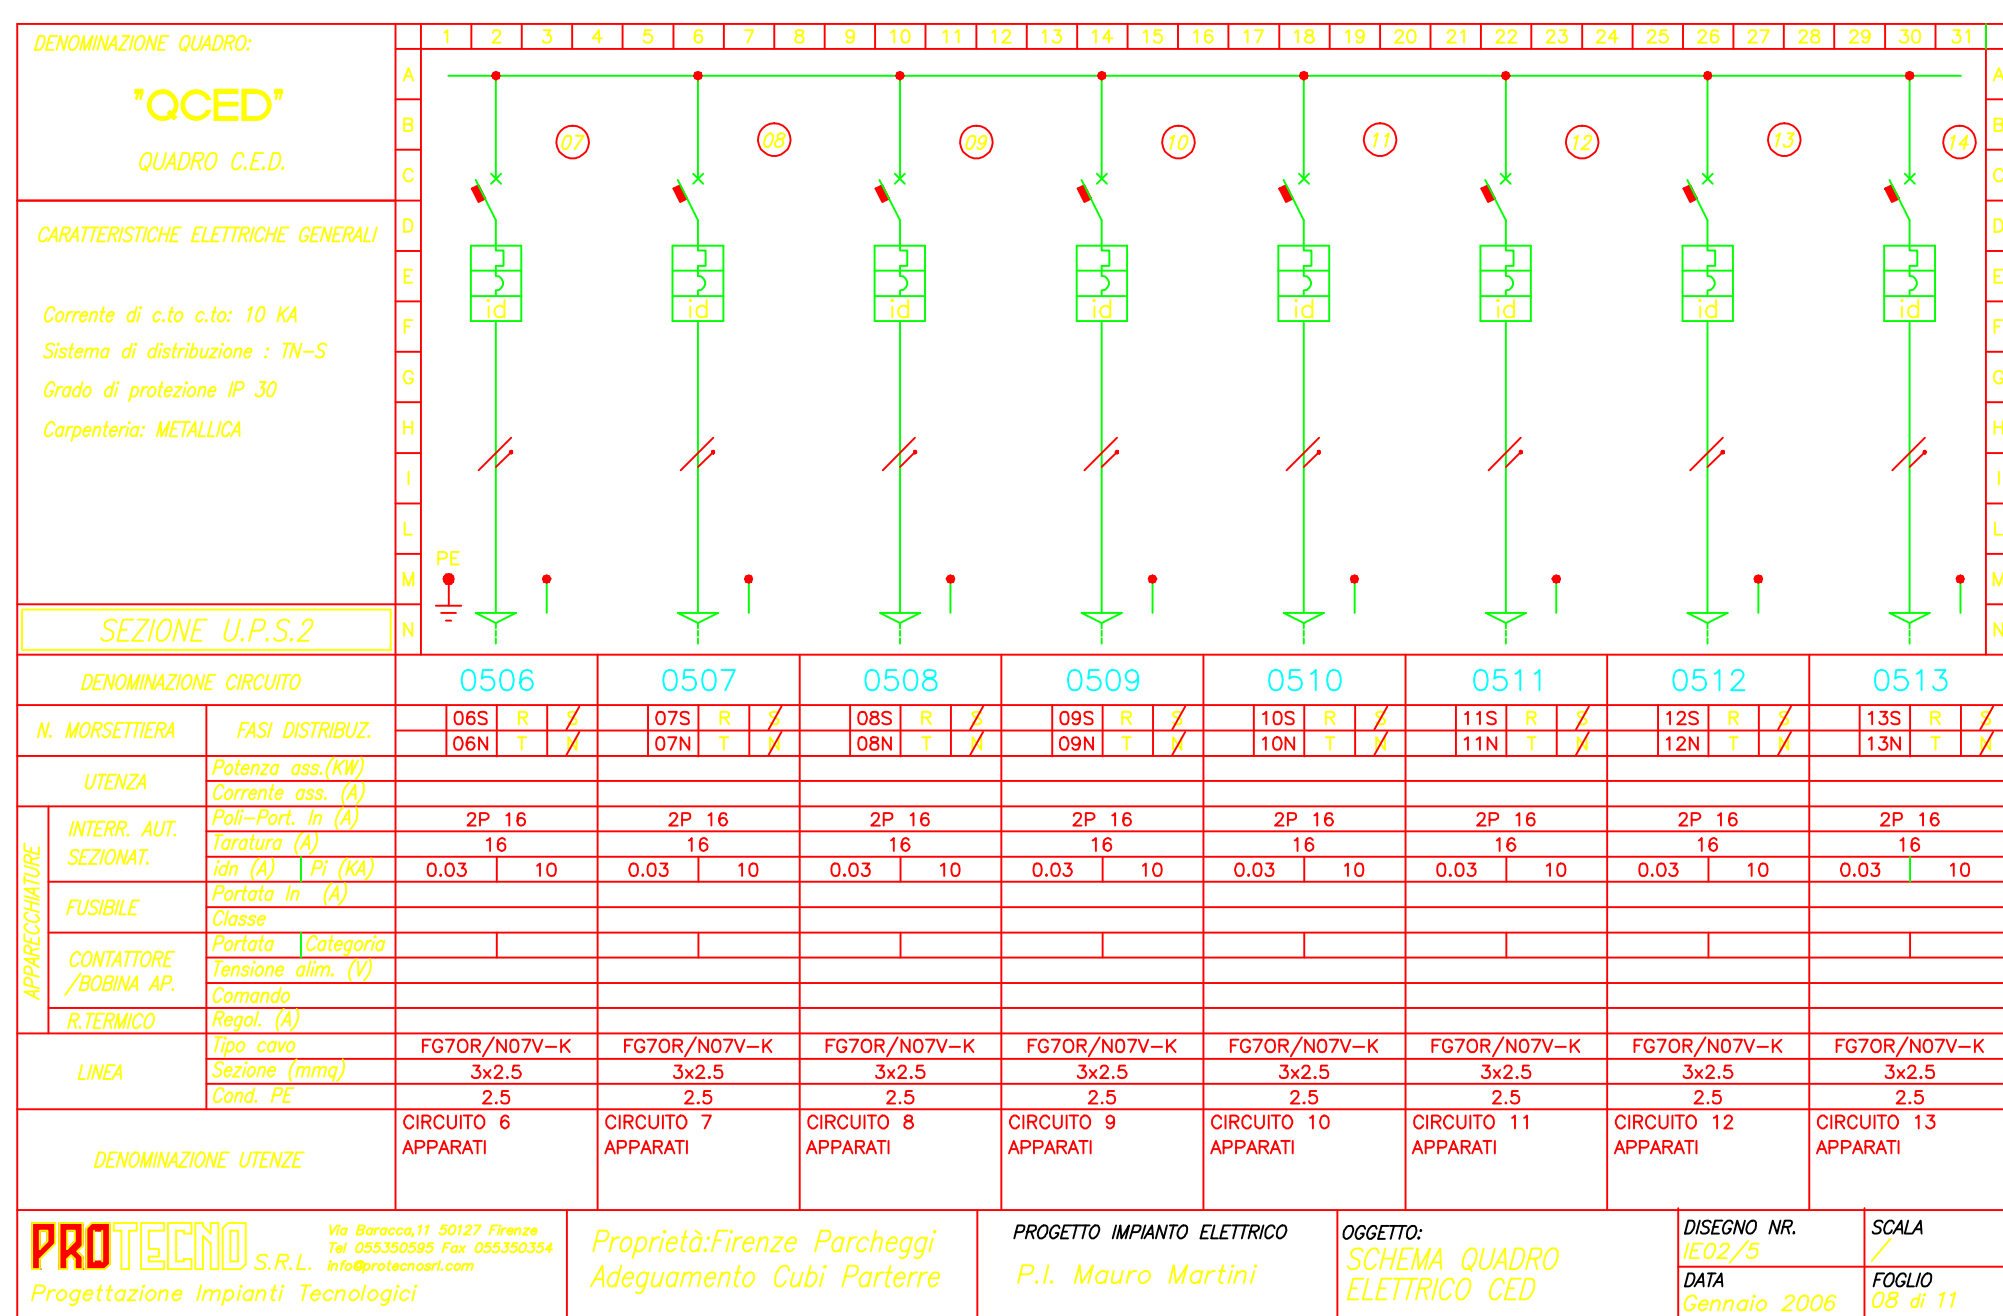 DENOMINAZIONE QUADRO:
"QCED"
QUADRO C.E.D.
CARATTERISTICHE ELETTRICHE GENERALI
Corrente di c.to c.to: 10 KA
Sistema di distribuzione : TN-S
Grado di protezione IP 30
Carpenteria: METALLICA
SEZIONE U.P.S.2
1 2 3 4 5 6 7 8 9 10 11 12 13 14 15 16 17 18 19 20 21 22 23 24 25 26 27 28 29 30 31
A A
B B
C C
D D
E E
F F
G G
H H
I I
L L
M M
N N
07 08 09 10 11 12 13 14
id id id id id id id id
PE
DENOMINAZIONE CIRCUITO 0506 0507 0508 0509 0510 0511 0512 0513
N. MORSETTIERA FASI DISTRIBUZ.
06S R S 07S R S 08S R S 09S R S 10S R S 11S R S 12S R S 13S R S
06N T N 07N T N 08N T N 09N T N 10N T N 11N T N 12N T N 13N T N
UTENZA
Potenza ass.(KW)
Corrente ass. (A)
APPARECCHIATURE
INTERR. AUT.
SEZIONAT.
Poli-Port. In (A) 2P 16 2P 16 2P 16 2P 16 2P 16 2P 16 2P 16 2P 16
Taratura (A) 16 16 16 16 16 16 16 16
idn (A) Pi (KA) 0.03 10 0.03 10 0.03 10 0.03 10 0.03 10 0.03 10 0.03 10 0.03 10
FUSIBILE
Portata In (A)
Classe
CONTATTORE
/BOBINA AP.
Portata Categoria
Tensione alim. (V)
Comando
R.TERMICO Regol. (A)
LINEA
Tipo cavo FG7OR/N07V-K FG7OR/N07V-K FG7OR/N07V-K FG7OR/N07V-K FG7OR/N07V-K FG7OR/N07V-K FG7OR/N07V-K FG7OR/N07V-K
Sezione (mmq) 3x2.5 3x2.5 3x2.5 3x2.5 3x2.5 3x2.5 3x2.5 3x2.5
Cond. PE 2.5 2.5 2.5 2.5 2.5 2.5 2.5 2.5
DENOMINAZIONE UTENZE
CIRCUITO 6 CIRCUITO 7 CIRCUITO 8 CIRCUITO 9 CIRCUITO 10 CIRCUITO 11 CIRCUITO 12 CIRCUITO 13
APPARATI APPARATI APPARATI APPARATI APPARATI APPARATI APPARATI APPARATI
PROTECNO S.R.L.
Via Baracca,11 50127 Firenze
Tel 055350595 Fax 055350354
info@protecnosrl.com
Progettazione Impianti Tecnologici
Proprietà:Firenze Parcheggi
Adeguamento Cubi Parterre
PROGETTO IMPIANTO ELETTRICO
P.I. Mauro Martini
OGGETTO:
SCHEMA QUADRO
ELETTRICO CED
DISEGNO NR.
IE02/5
SCALA
/
DATA
Gennaio 2006
FOGLIO
08 di 11